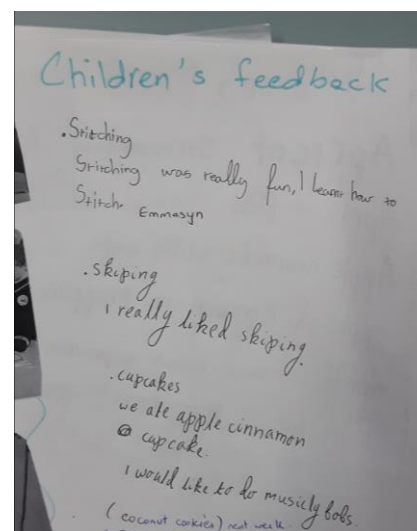 Children's feedback
.Stitching
Stitching was really fun, I learnt how to
Stitch. Emmasyn
.skiping
I really liked skiping.
.cupcakes
we ate apple cinnamon
cupcake.
I would like to do musicly bobs.
(coconut cookies) next week.